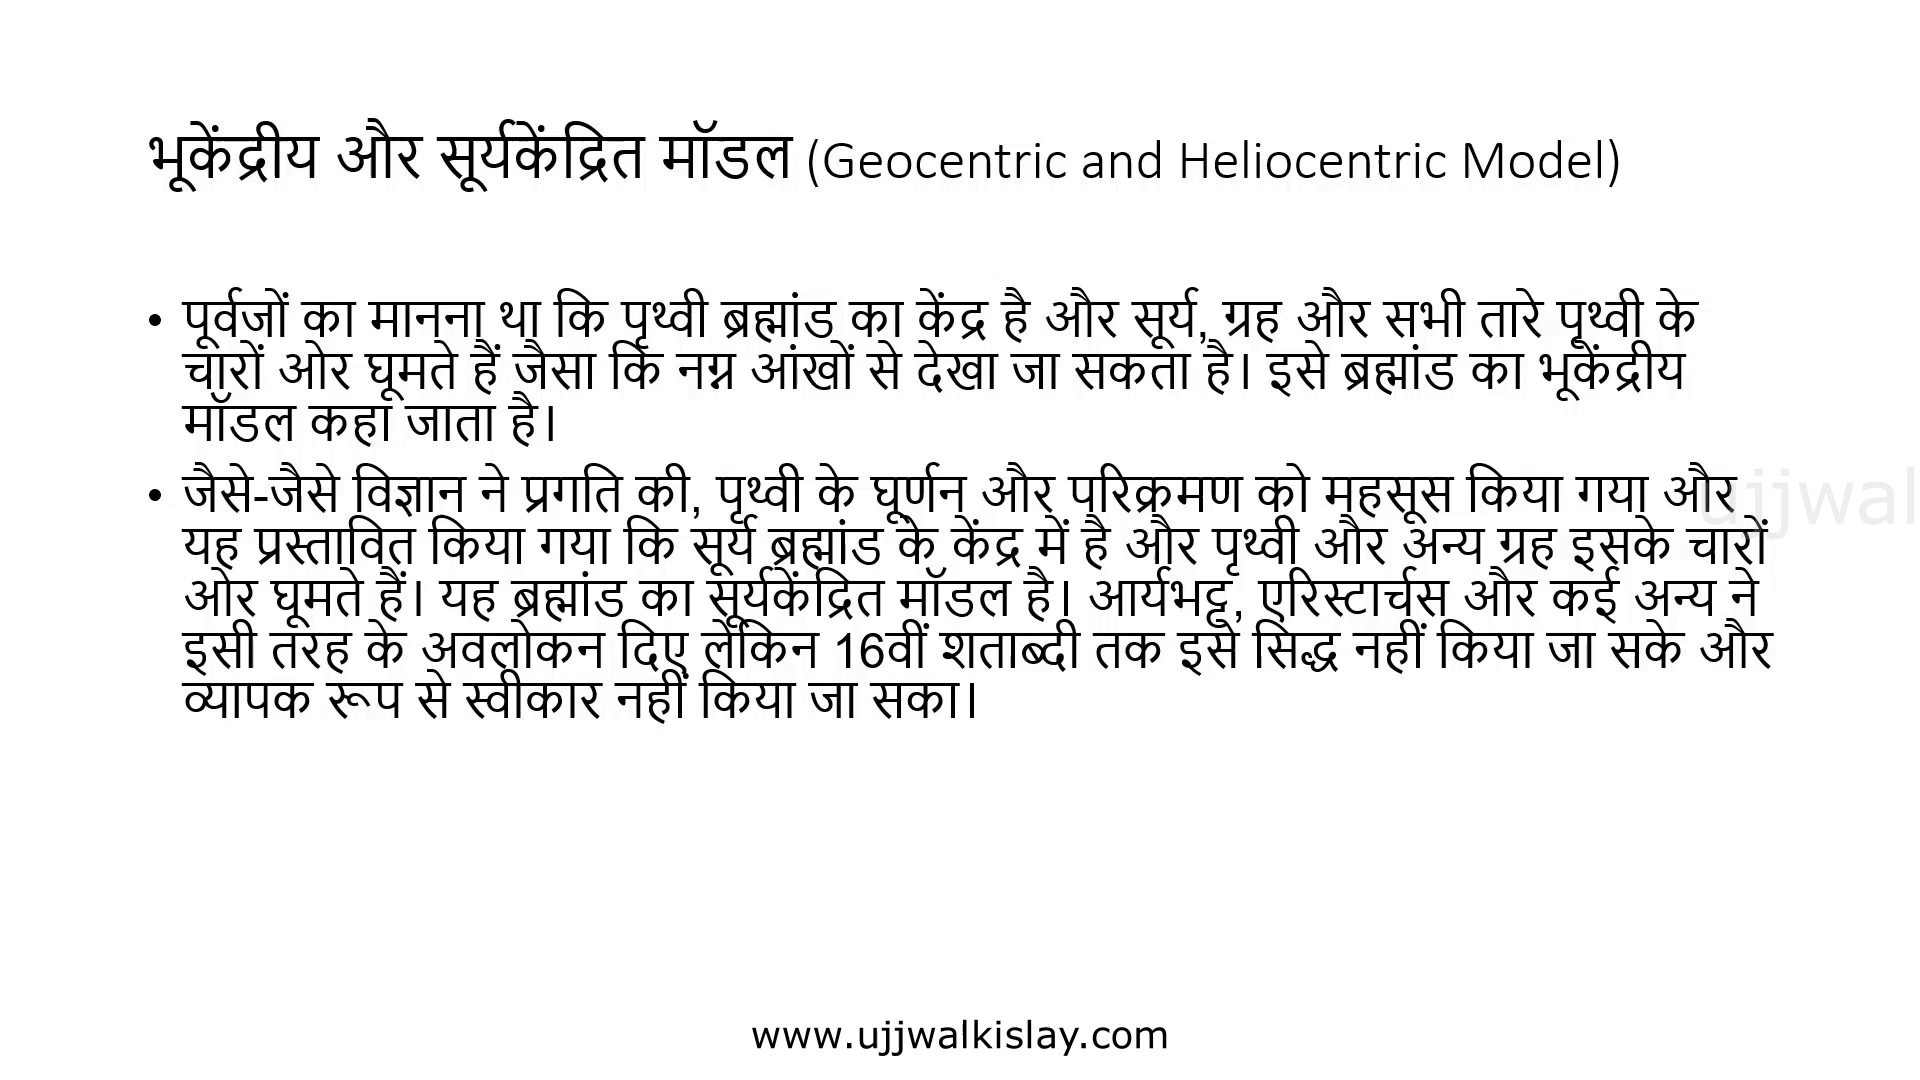 भूकेंद्रीय और सूर्यकेंद्रित मॉडल (Geocentric and Heliocentric Model)
• पूर्वजों का मानना था कि पृथ्वी ब्रह्मांड का केंद्र है और सूर्य, ग्रह और सभी तारे पृथ्वी के
चारों ओर घूमते हैं जैसा कि नग्न आंखों से देखा जा सकता है। इसे ब्रह्मांड का भूकेंद्रीय
मॉडल कहा जाता है।
• जैसे-जैसे विज्ञान ने प्रगति की, पृथ्वी के घूर्णन और परिक्रमण को महसूस किया गया और
यह प्रस्तावित किया गया कि सूर्य ब्रह्मांड के केंद्र में है और पृथ्वी और अन्य ग्रह इसके चारों
ओर घूमते हैं। यह ब्रह्मांड का सूर्यकेंद्रित मॉडल है। आर्यभट्ट, एरिस्टार्चस और कई अन्य ने
इसी तरह के अवलोकन दिए लेकिन 16वीं शताब्दी तक इसे सिद्ध नहीं किया जा सके और
व्यापक रूप से स्वीकार नहीं किया जा सका।
ujjwal
www.ujjwalkislay.com